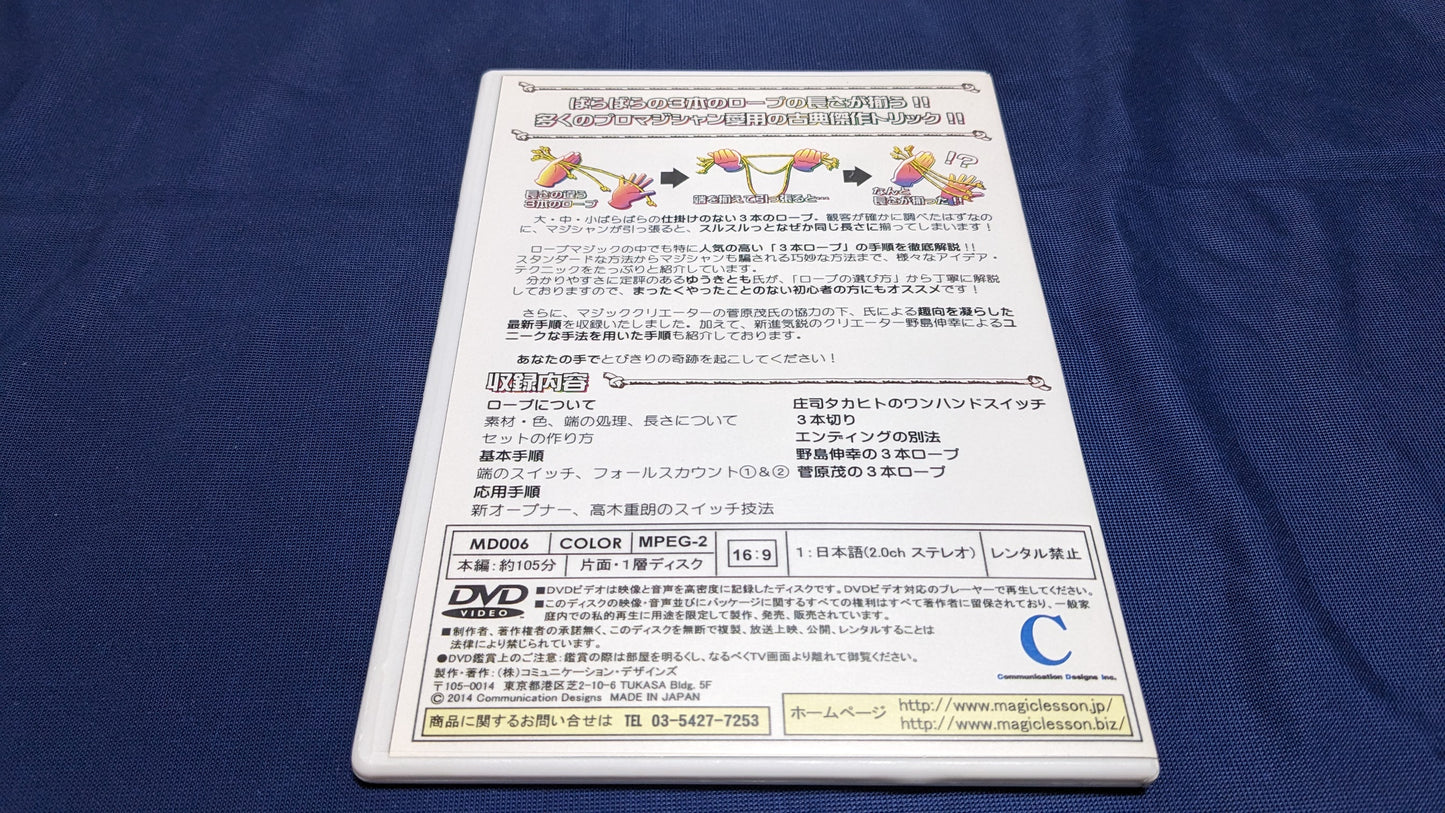 ばらばらの3本のロープの長さが揃う!!
多くのプロマジシャン愛用の古典傑作トリック!!
長さの違う
3本のロープ
端を揃えて引っ張ると…
!?
なんと
長さが揃った!!
大・中・小ばらばらの仕掛けのない3本のロープ。観客が確かに調べたはずなの
に、マジシャンが引っ張ると、スルスルっとなぜか同じ長さに揃ってしまいます!
ロープマジックの中でも特に人気の高い「3本ロープ」の手順を徹底解説!!
スタンダードな方法からマジシャンも騙される巧妙な方法まで、様々なアイデア・
テクニックをたっぷりと紹介しています。
分かりやすさに定評のあるゆうきとも氏が、「ロープの選び方」から丁寧に解説
しておりますので、まったくやったことのない初心者の方にもオススメです!
さらに、マジッククリエーターの菅原茂氏の協力の下、氏による趣向を凝らした
最新手順を収録いたしました。加えて、新進気鋭のクリエーター野島伸幸によるユ
ニークな手法を用いた手順も紹介しております。
あなたの手でとびきりの奇跡を起こしてください!
収録内容
ロープについて
素材・色、端の処理、長さについて
セットの作り方
基本手順
端のスイッチ、フォールスカウント①&②
応用手順
新オープナー、高木重朗のスイッチ技法
庄司タカヒトのワンハンドスイッチ
3本切り
エンディングの別法
野島伸幸の3本ロープ
菅原茂の3本ロープ
MD006 COLOR MPEG-2
本編:約105分 片面・1層ディスク
16:9
1:日本語(2.0ch ステレオ)
レンタル禁止
DVD
VIDEO
■DVDビデオは映像と音声を高密度に記録したディスクです。DVDビデオ対応のプレーヤーで再生してください。
■このディスクの映像・音声並びにパッケージに関するすべての権利はすべて著作者に留保されており、一般家
庭内での私的再生に用途を限定して製作、発売、販売されています。
■制作者、著作権者の承諾無く、このディスクを無断で複製、放送上映、公開、レンタルすることは
法律により禁じられています。
●DVD鑑賞上のご注意:鑑賞の際は部屋を明るくし、なるべくTV画面より離れて御覧ください。
製作・著作:(株)コミュニケーション・デザインズ
〒105-0014 東京都港区芝2-10-6 TUKASA Bldg. 5F
© 2014 Communication Designs MADE IN JAPAN
C
Communication Designs Inc.
商品に関するお問い合せは TEL 03-5427-7253
ホームページ http://www.magiclesson.jp/
http://www.magiclesson.biz/